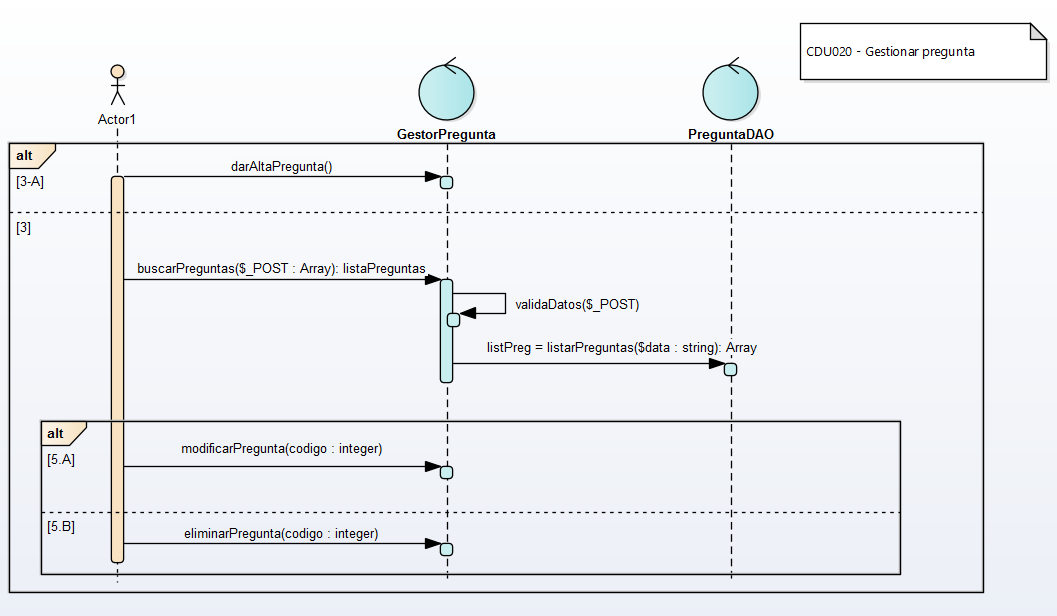 CDU020 - Gestionar pregunta
Actor1
GestorPregunta
PreguntaDAO
alt
[3-A]
darAltaPregunta()
[3]
buscarPreguntas($_POST : Array): listaPreguntas
validaDatos($_POST)
listPreg = listarPreguntas($data : string): Array
alt
[5.A]
modificarPregunta(codigo : integer)
[5.B]
eliminarPregunta(codigo : integer)